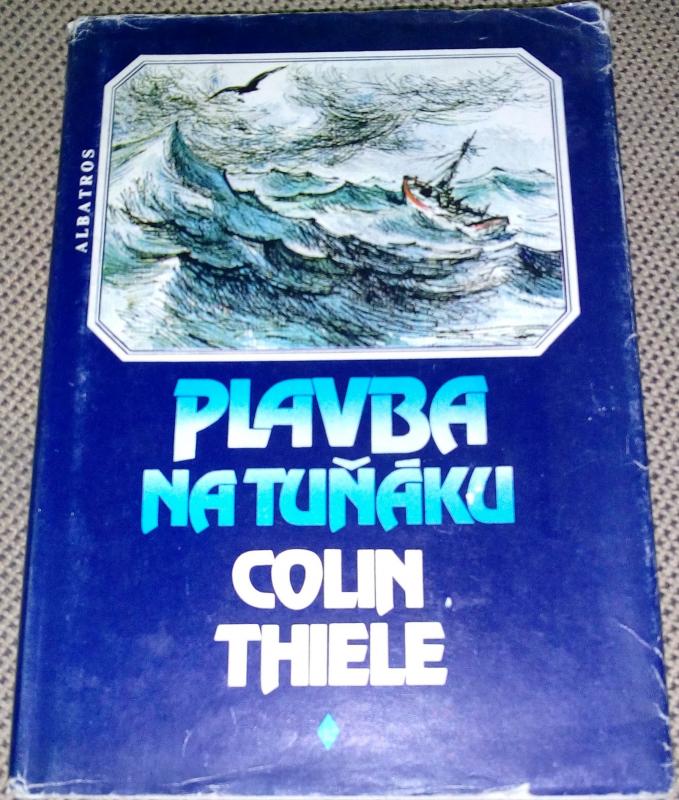 ALBATROS
PLAVBA
NA TUŇÁKU
COLIN
THIELE